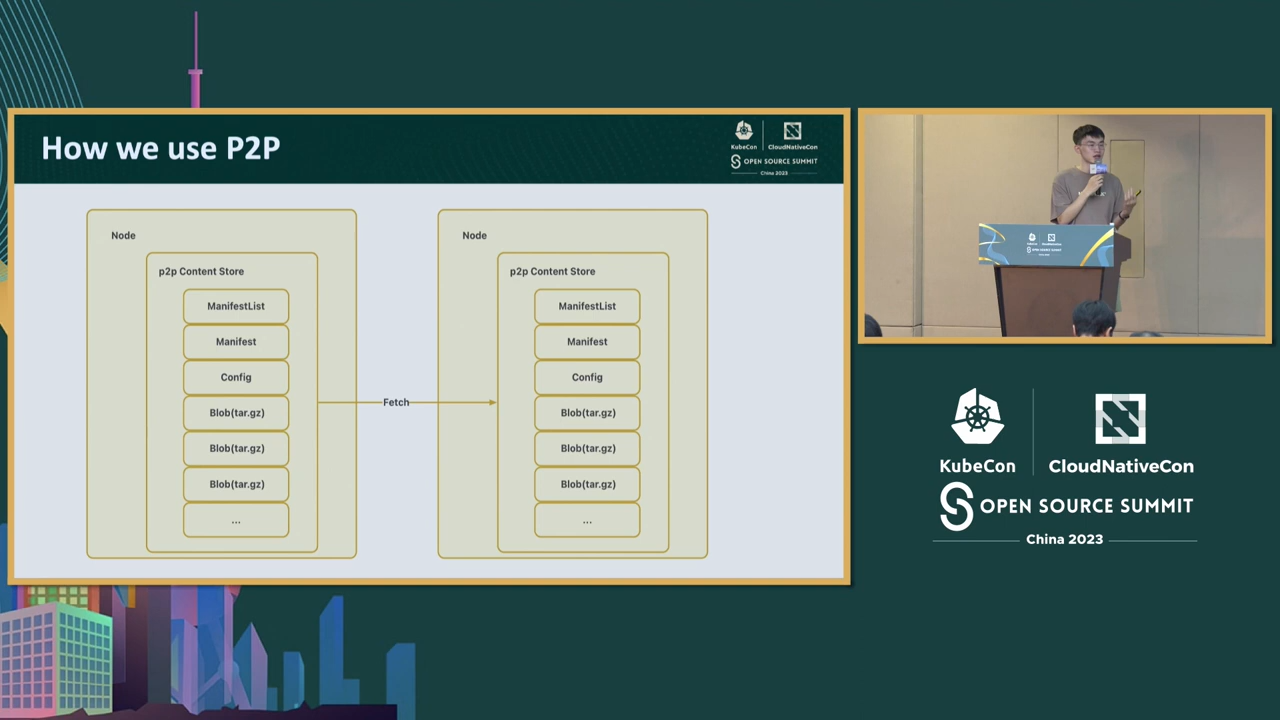 How we use P2P
KubeCon
CloudNativeCon
OPEN SOURCE SUMMIT
China 2023
Node
p2p Content Store
ManifestList
Manifest
Config
Blob(tar.gz)
Blob(tar.gz)
Blob(tar.gz)
...
Fetch
Node
p2p Content Store
ManifestList
Manifest
Config
Blob(tar.gz)
Blob(tar.gz)
Blob(tar.gz)
...
KubeCon
CloudNativeCon
OPEN SOURCE SUMMIT
China 2023